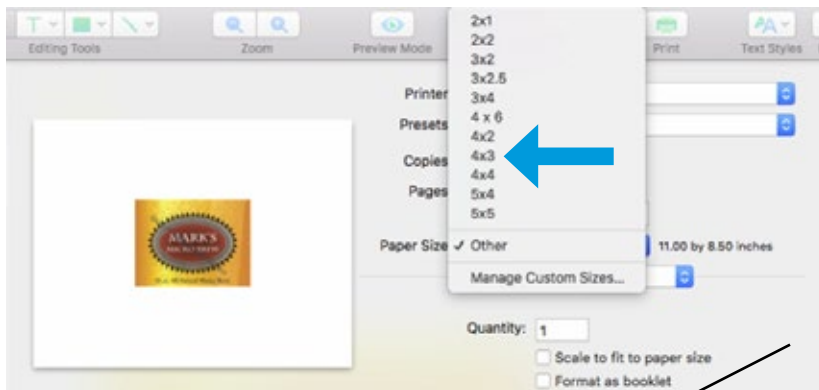 Editing Tools Zoom Preview Mode Print Text Styles
2x1
2x2
3x2
3x2.5
Printer
3x4
4 x 6
Presets
4x2
4x3
Copies
4x4
Pages
5x4
5x5
Paper Size ✓ Other 11.00 by 8.50 inches
Manage Custom Sizes...
MARK'S
Quantity: 1
Scale to fit to paper size
Format as booklet